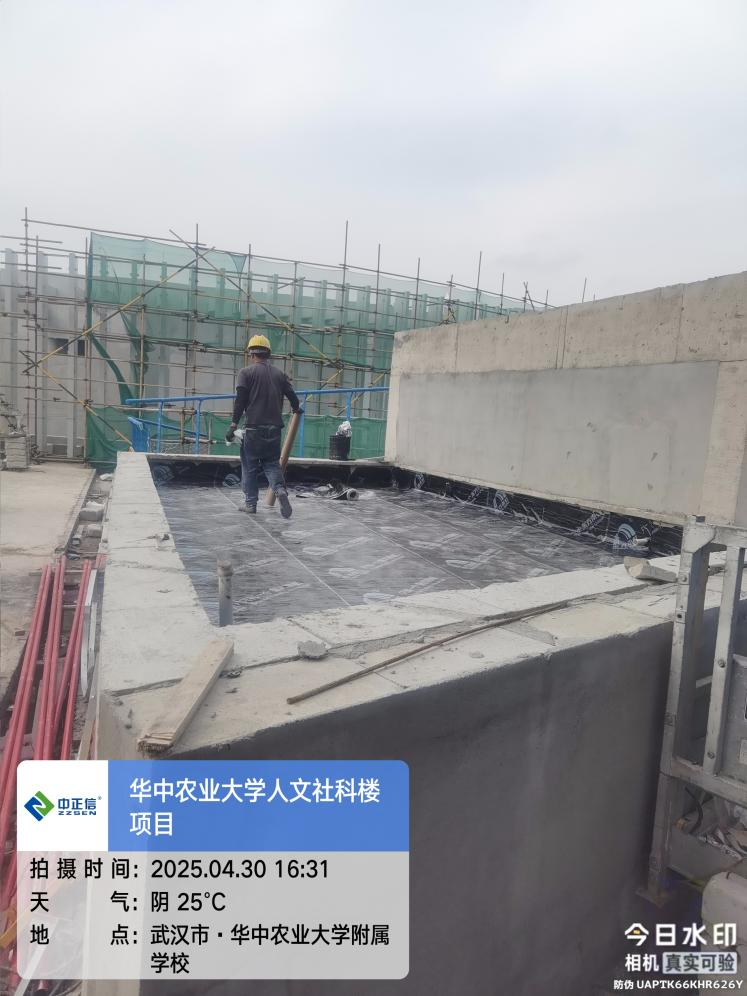 中正信®
ZZSEN
华中农业大学人文社科楼
项目
拍摄时间：2025.04.30 16:31
天气：阴 25℃
地点：武汉市·华中农业大学附属
学校
今日水印
相机 真实可验
防伪 UAPTK66KHR626Y